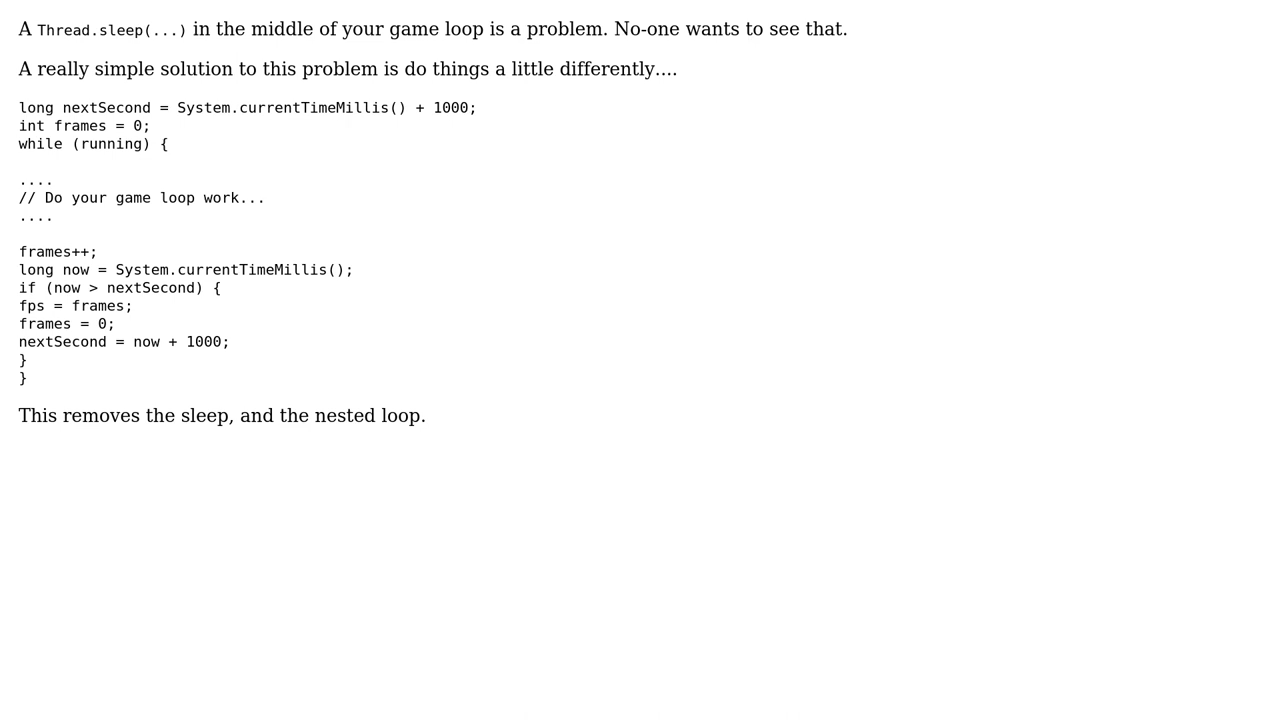 A Thread.sleep(...) in the middle of your game loop is a problem. No-one wants to see that.
A really simple solution to this problem is do things a little differently....
long nextSecond = System.currentTimeMillis() + 1000;
int frames = 0;
while (running) {
....
// Do your game loop work...
....
frames++;
long now = System.currentTimeMillis();
if (now > nextSecond) {
fps = frames;
frames = 0;
nextSecond = now + 1000;
}
}
This removes the sleep, and the nested loop.